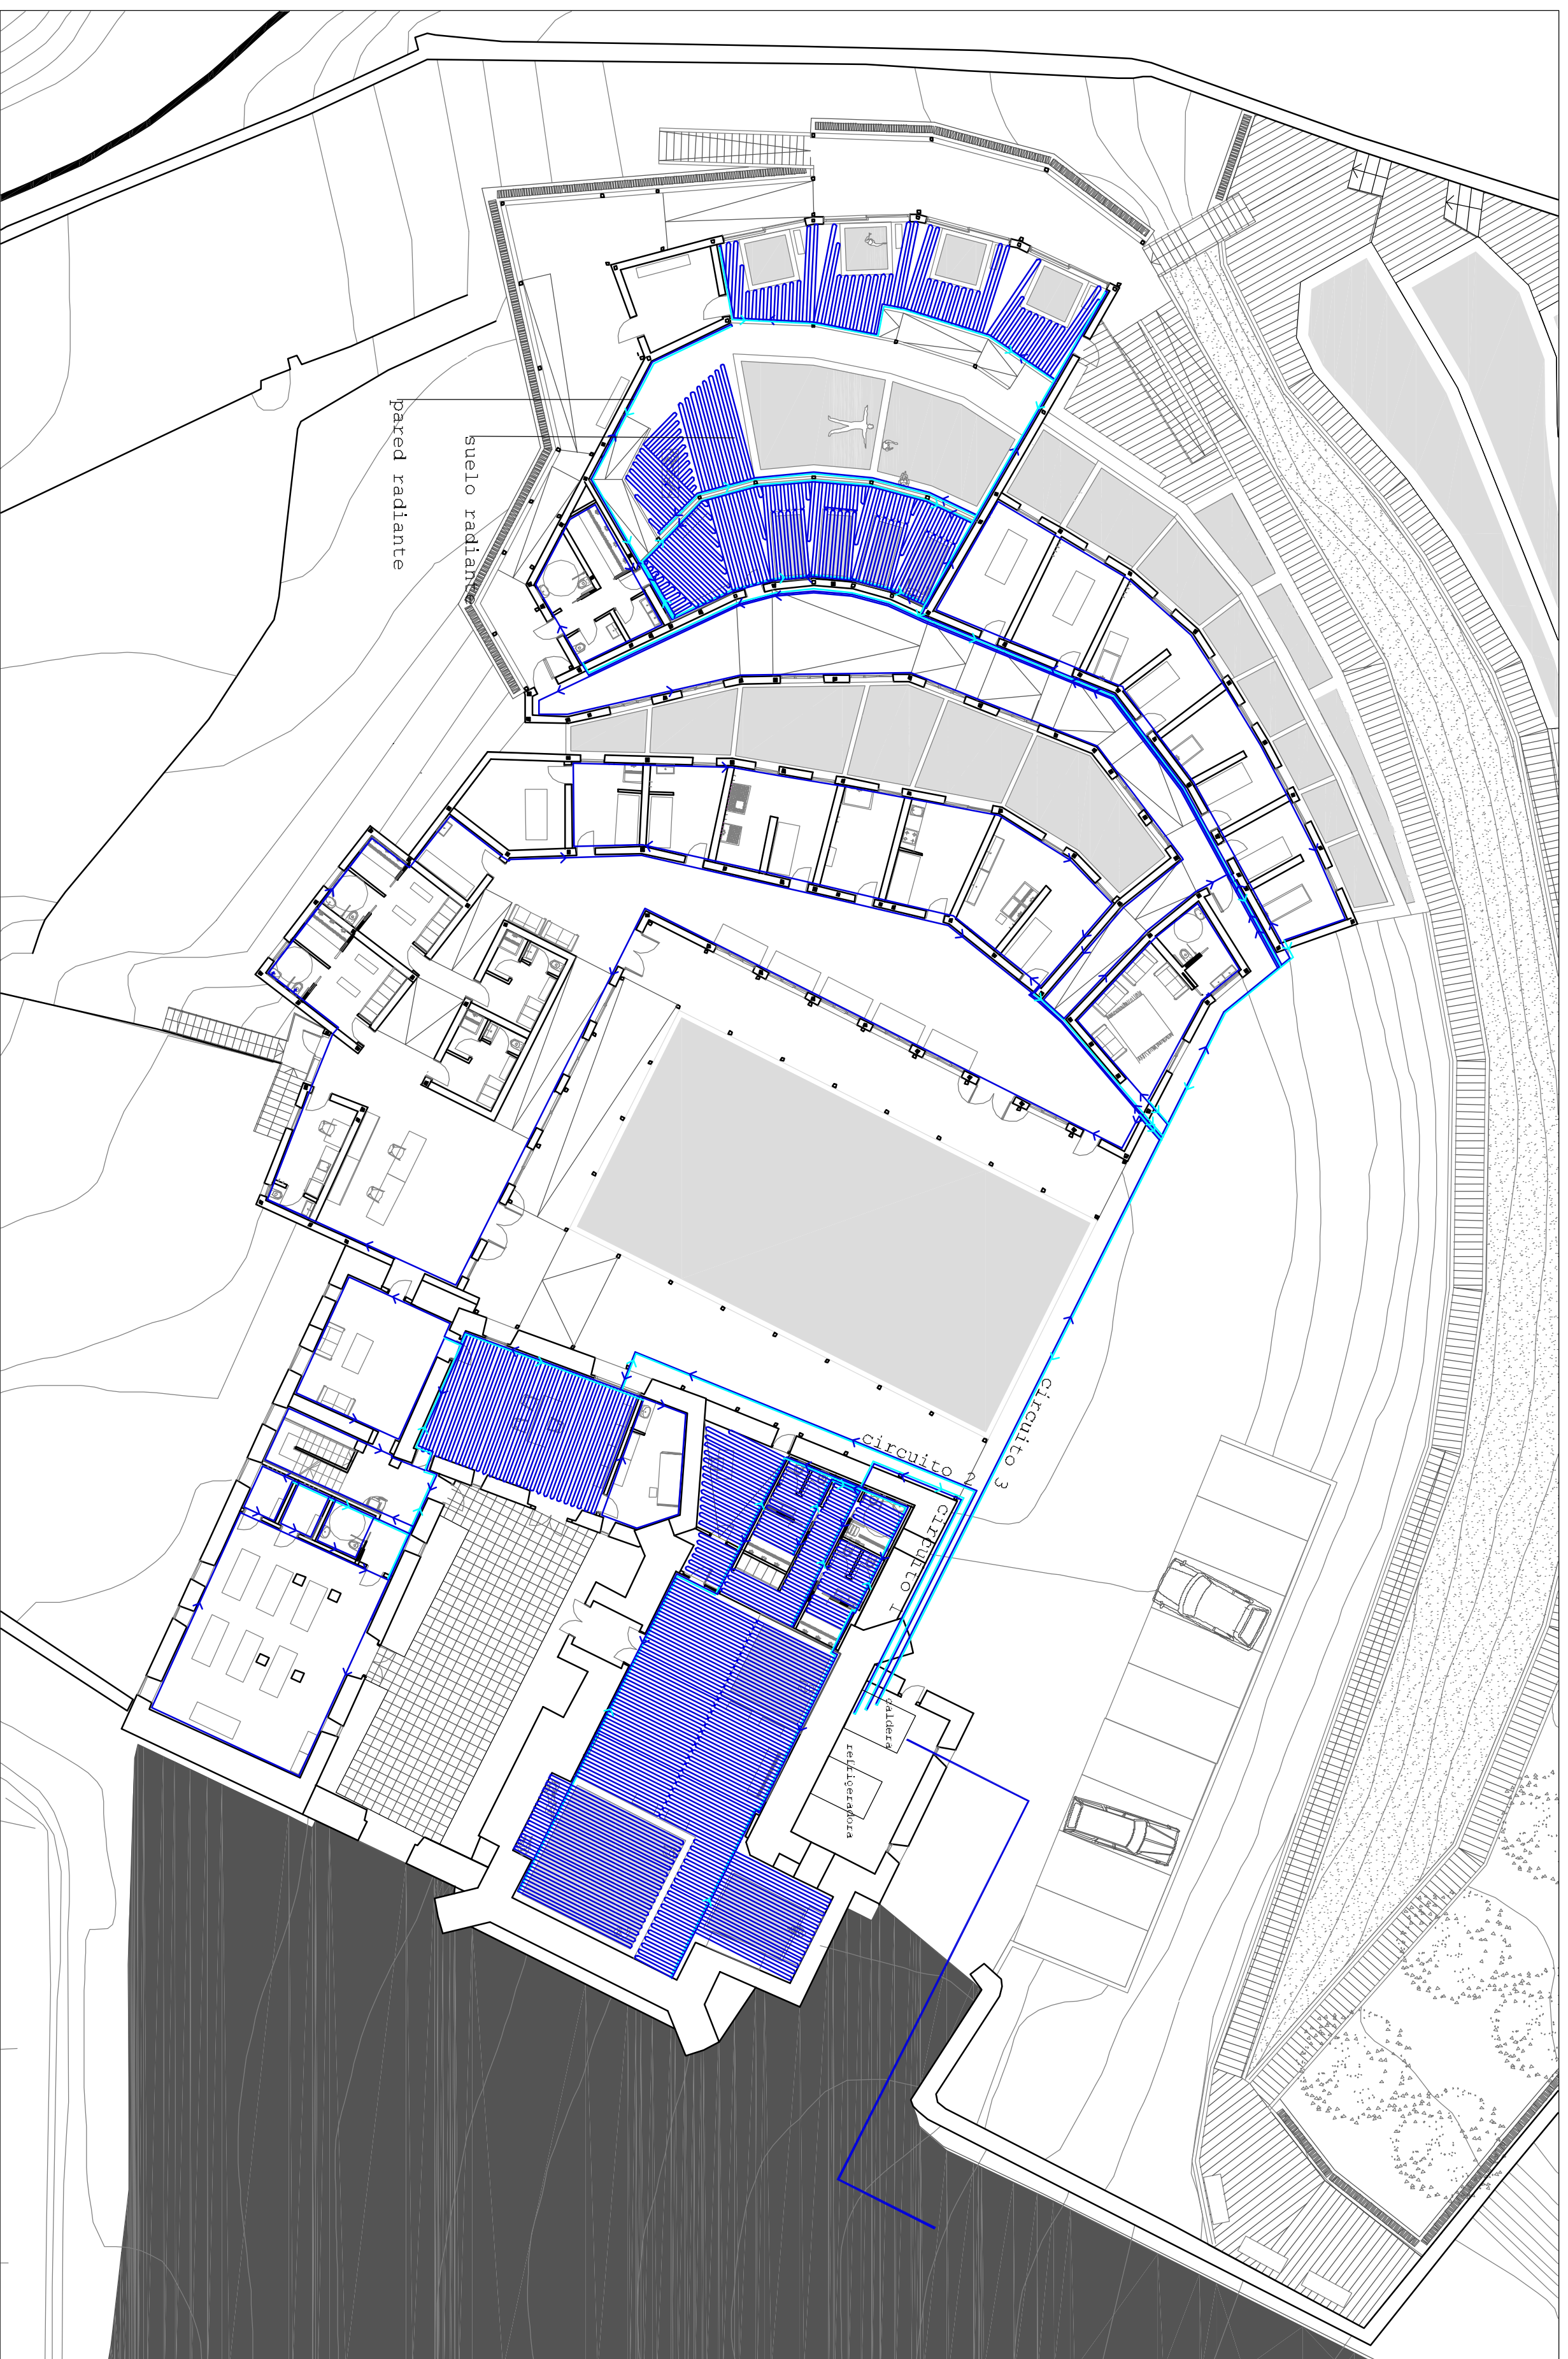 pared radiante
suelo radiante
circuito 3
circuito 2
circuito 1
caldera
refrigeradora